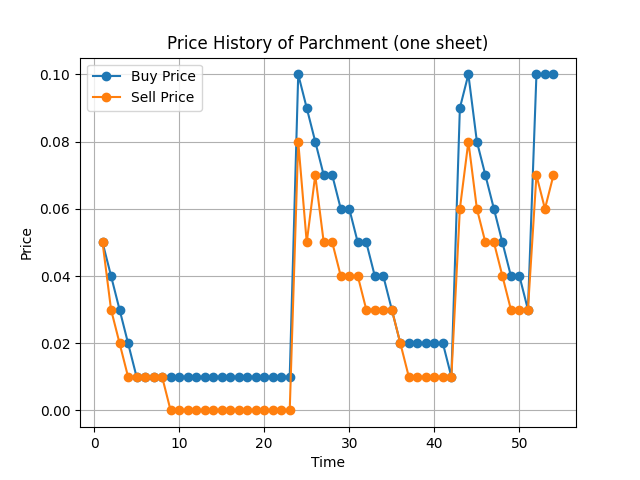 Price History of Parchment (one sheet)
Buy Price
Sell Price
Price
0.10
0.08
0.06
0.04
0.02
0.00
0 10 20 30 40 50
Time